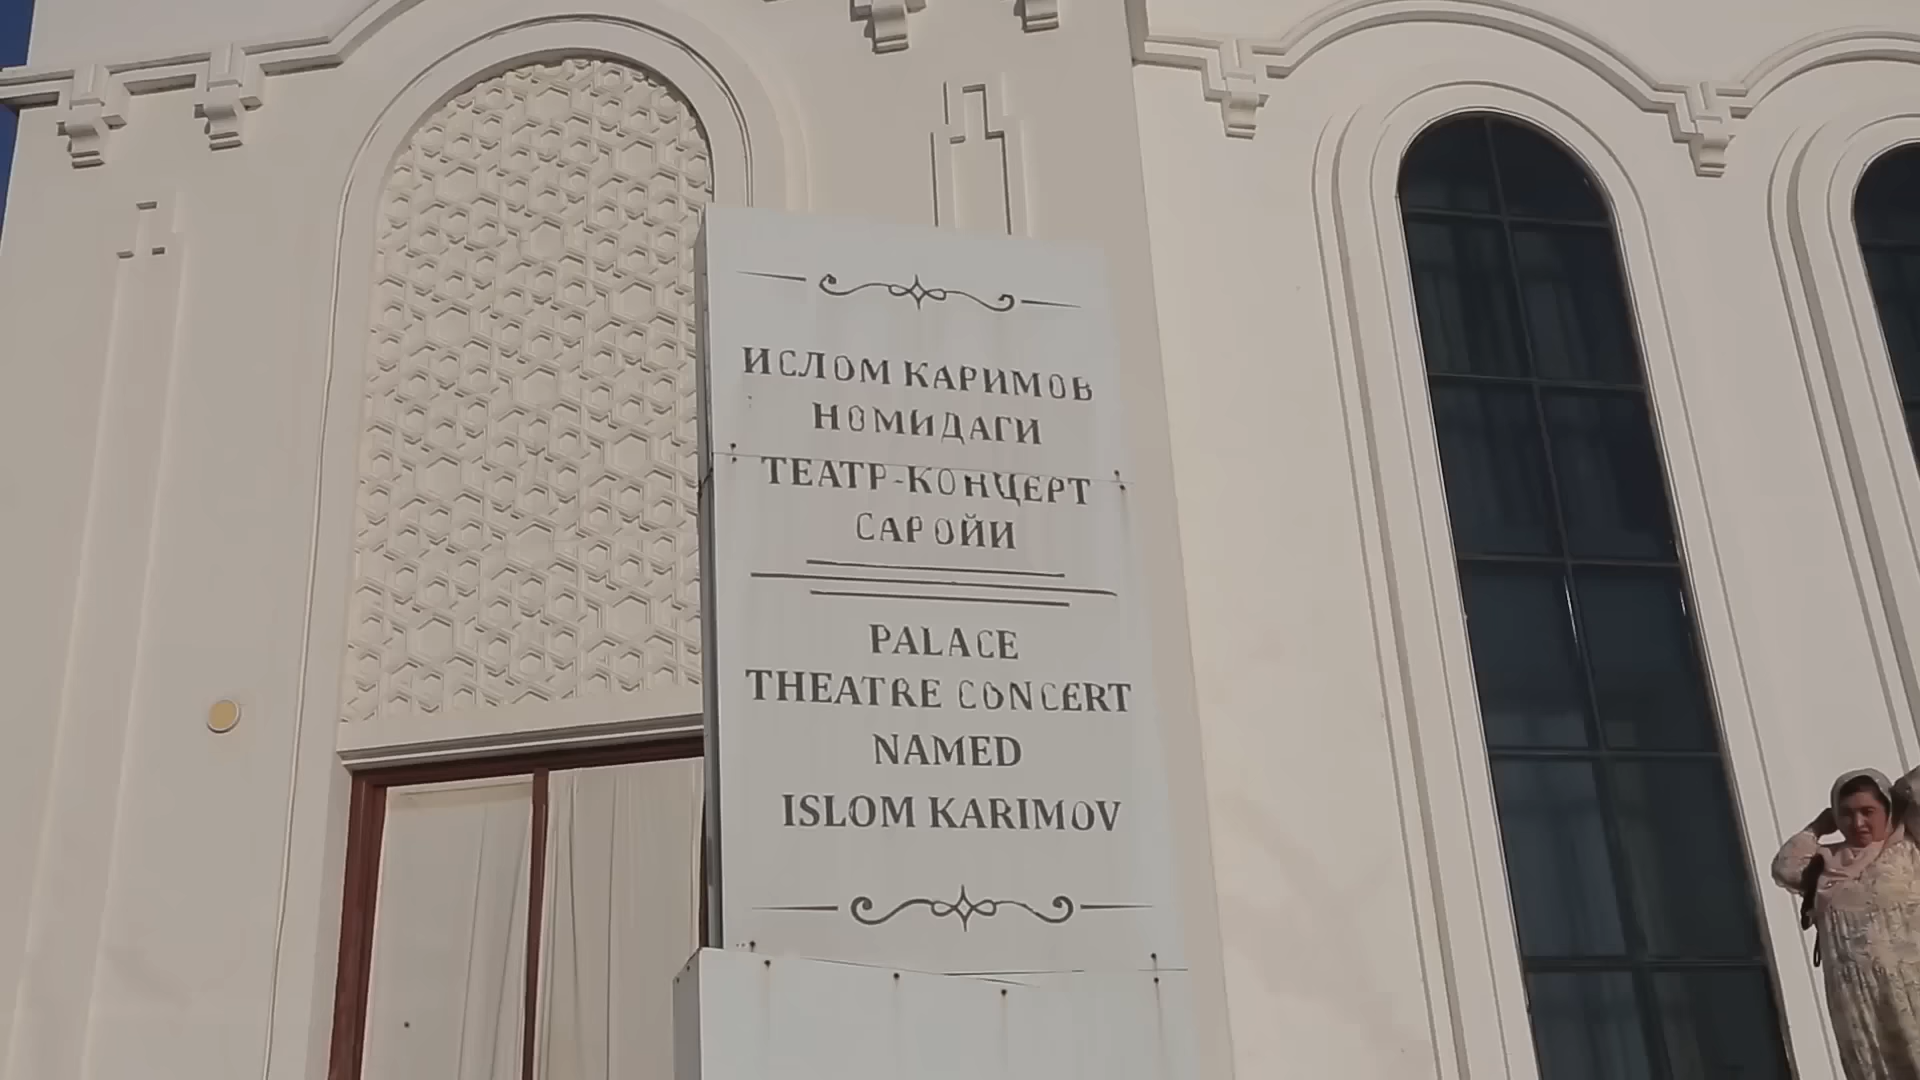 ИСЛОМ КАРИМОВ
НОМИДАГИ
ТЕАТР-КОНЦЕРТ
САРОЙИ
PALACE
THEATRE CONCERT
NAMED
ISLOM KARIMOV